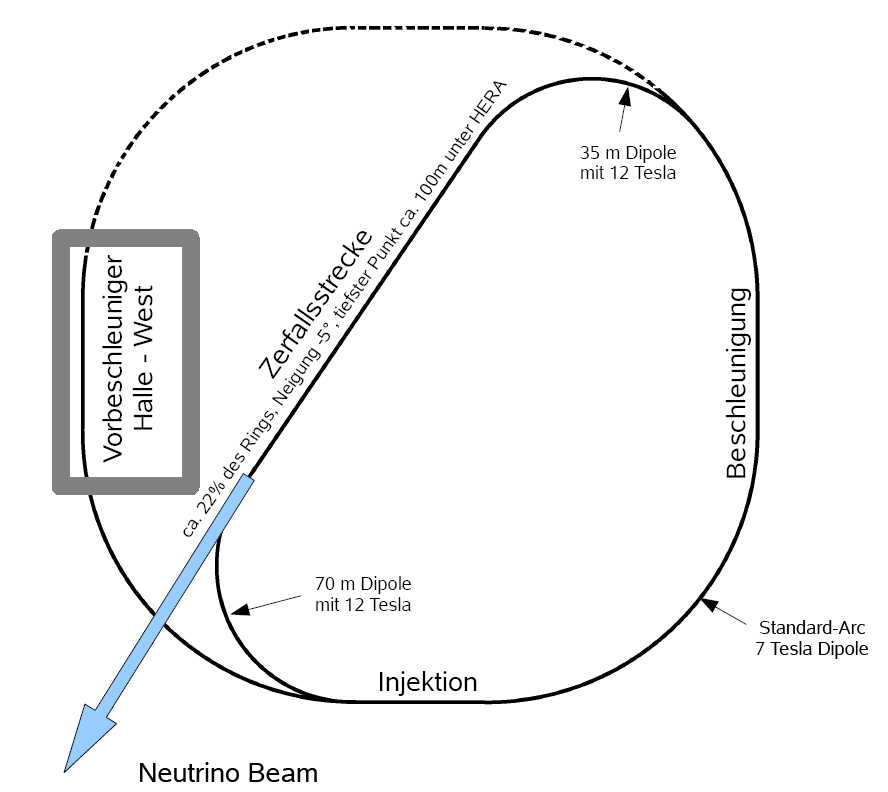 35 m Dipole
mit 12 Tesla
Zerfallsstrecke
ca. 22% des Rings, Neigung -5°, tiefster Punkt ca. 100m unter HERA
Vorbeschleuniger
Halle - West
Beschleunigung
70 m Dipole
mit 12 Tesla
Standard-Arc
7 Tesla Dipole
Injektion
Neutrino Beam